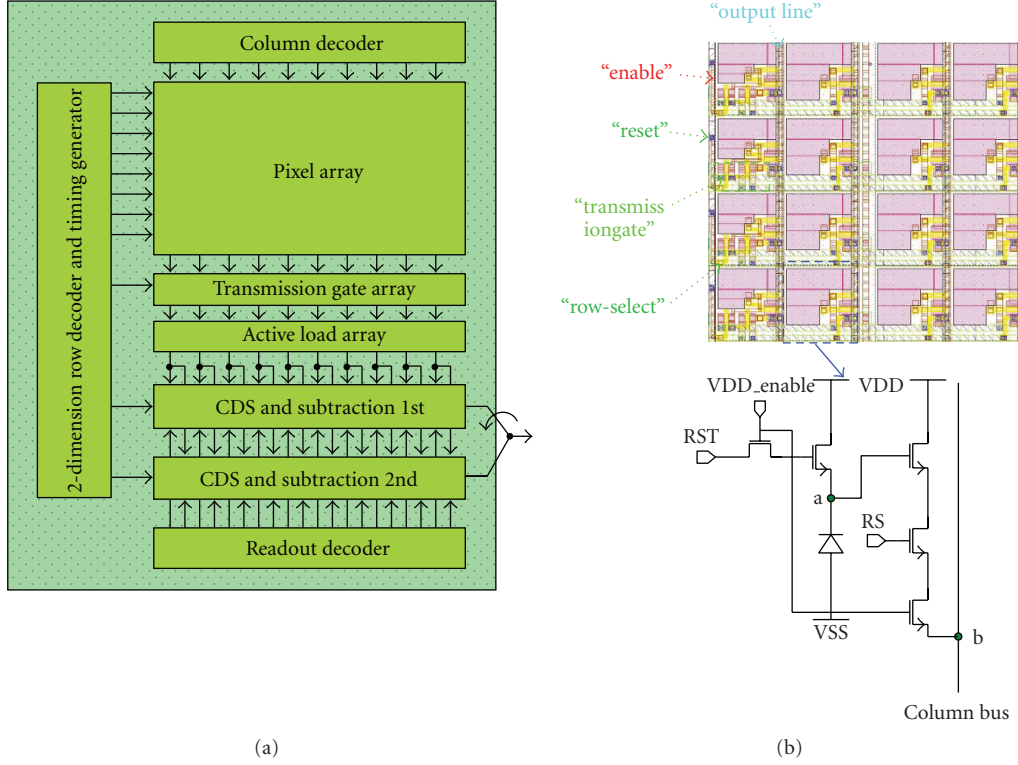 Column decoder
2-dimension row decoder and timing generator
Pixel array
Transmission gate array
Active load array
CDS and subtraction 1st
CDS and subtraction 2nd
Readout decoder
(a)
“output line”
“enable”
“reset”
“transmiss
iongate”
“row-select”
VDD_enable
VDD
RST
a
RS
VSS
b
Column bus
(b)